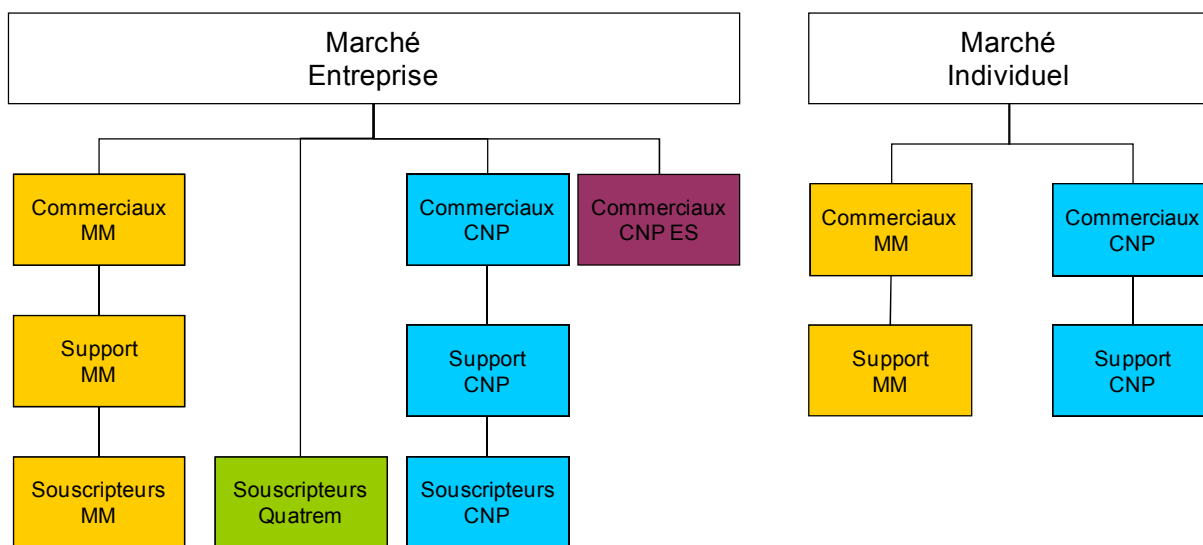 Marché
Entreprise
Marché
Individuel
Commerciaux
MM
Commerciaux
CNP
Commerciaux
CNP ES
Commerciaux
MM
Commerciaux
CNP
Support
MM
Support
CNP
Support
MM
Support
CNP
Souscripteurs
MM
Souscripteurs
Quatrem
Souscripteurs
CNP